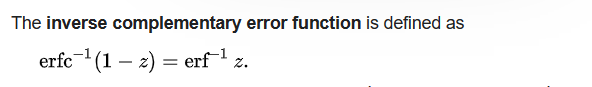 The inverse complementary error function is defined as
erfc⁻¹(1 − z) = erf⁻¹ z.